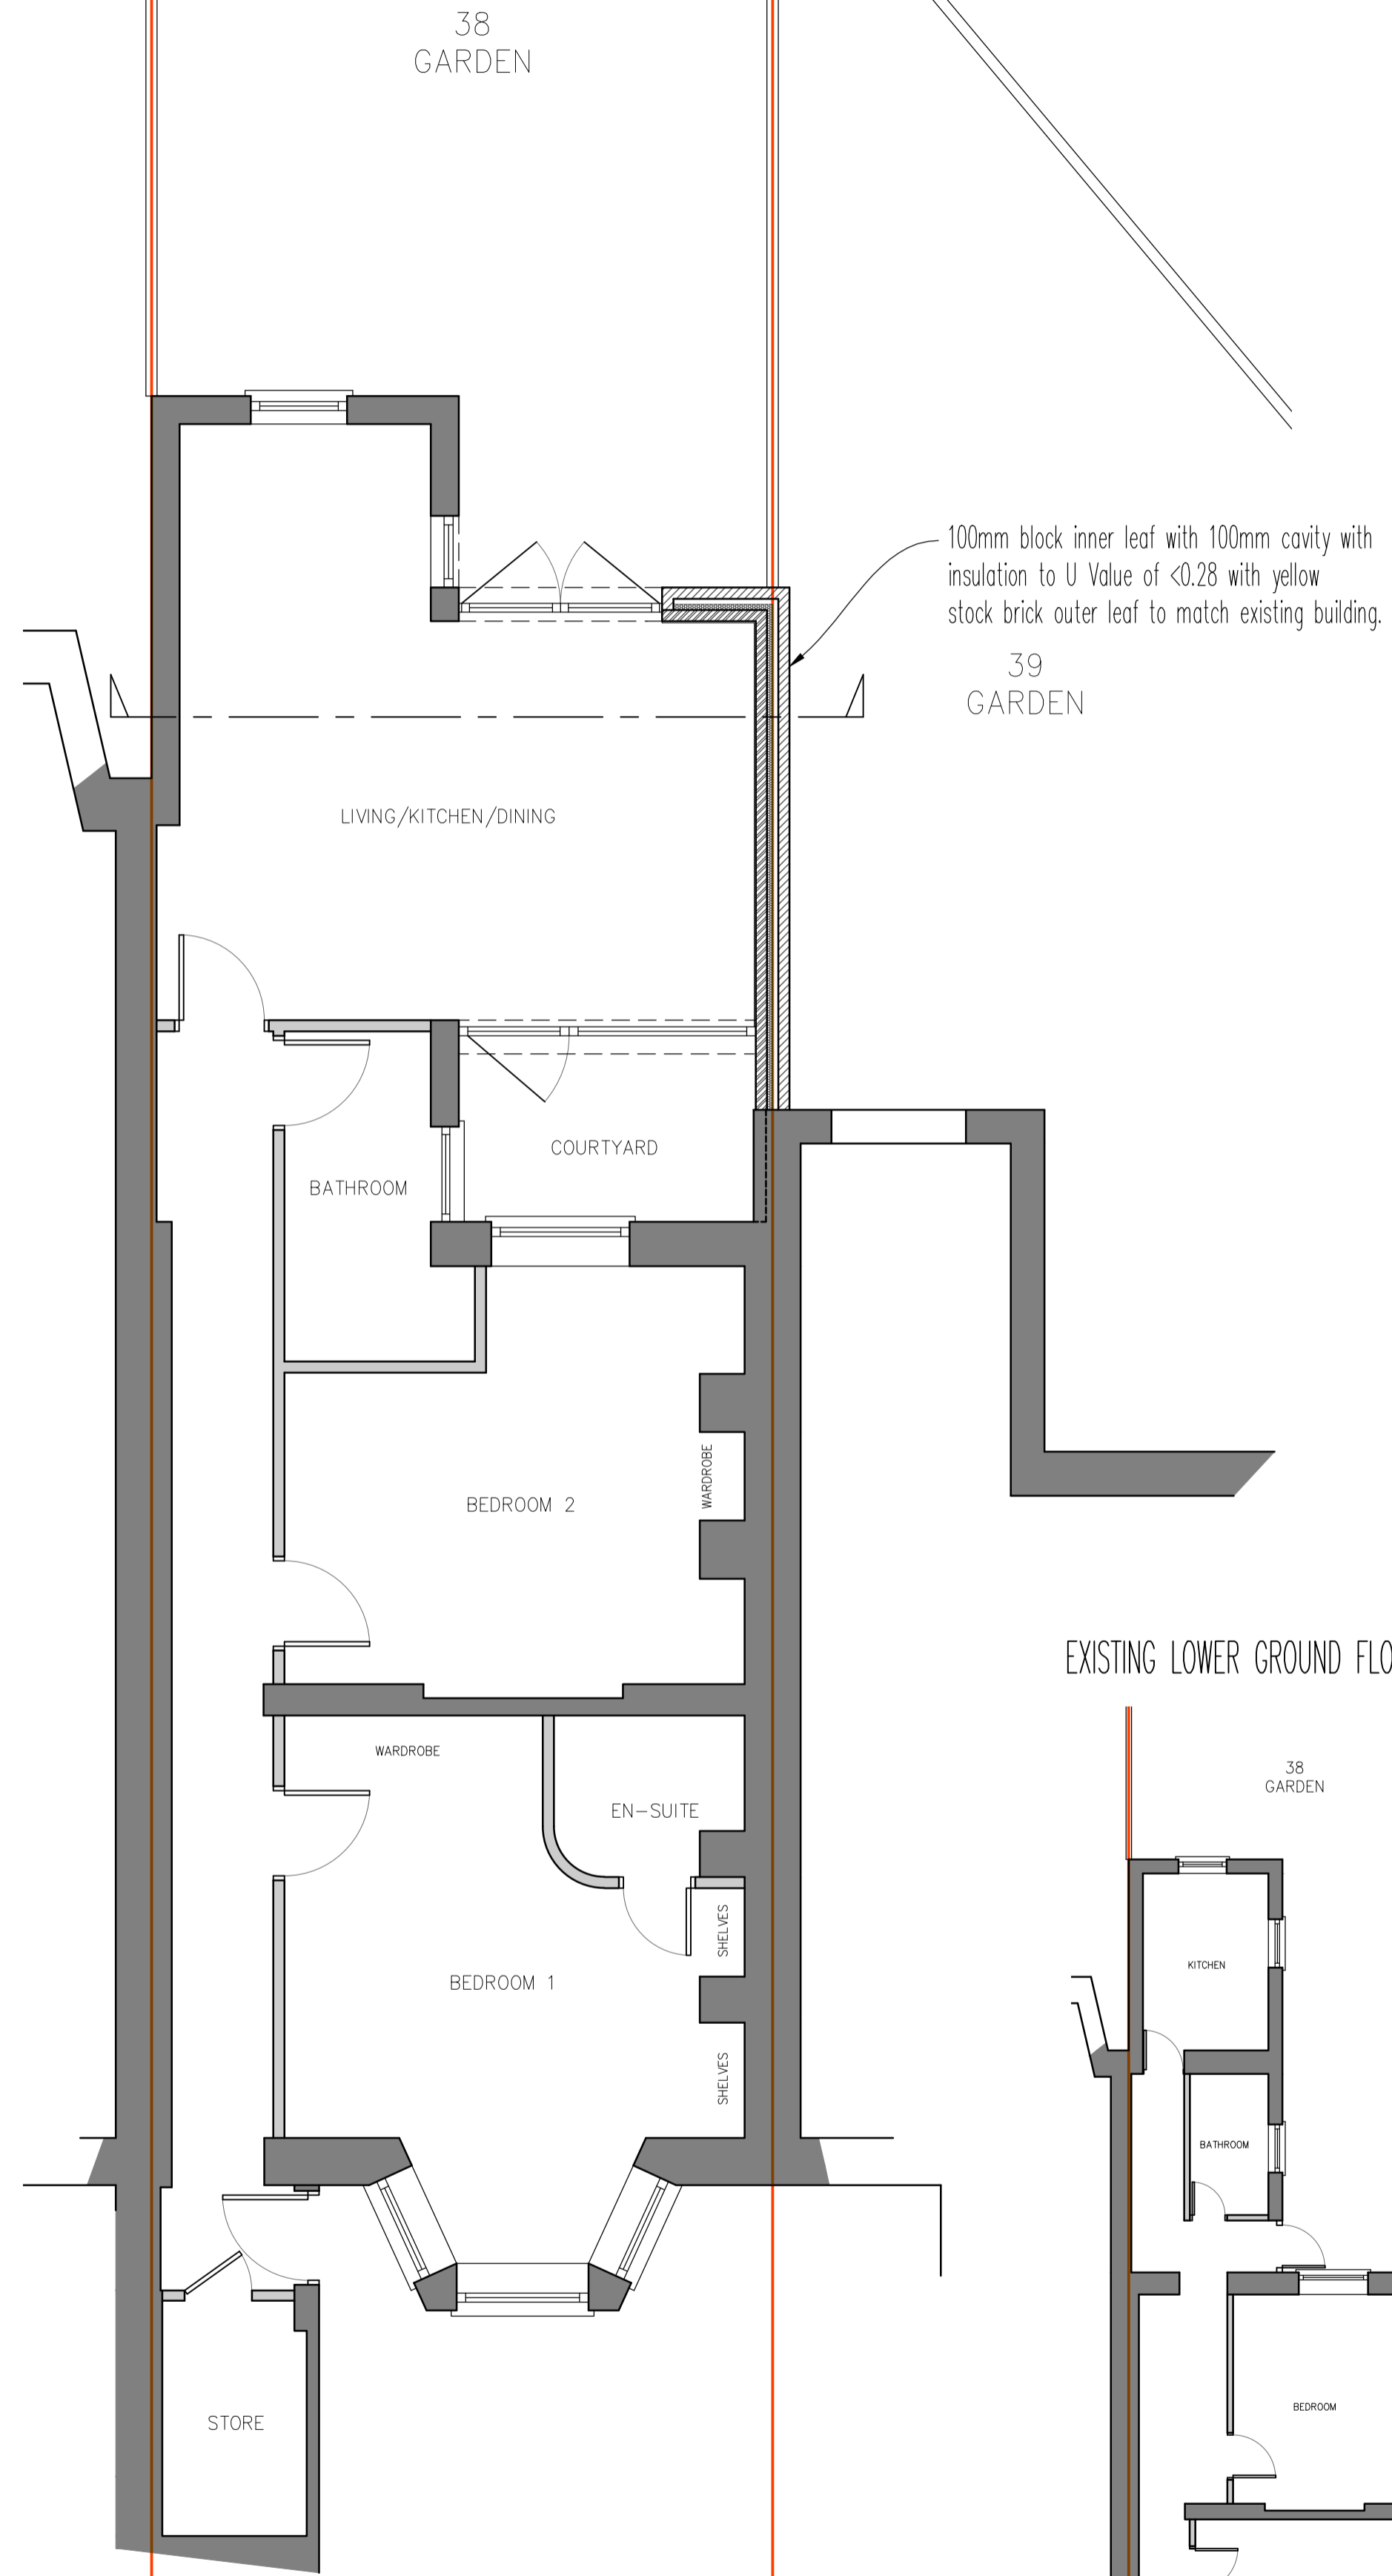 38
GARDEN
100mm block inner leaf with 100mm cavity with
insulation to U Value of <0.28 with yellow
stock brick outer leaf to match existing building.
39
GARDEN
LIVING/KITCHEN/DINING
COURTYARD
BATHROOM
WARDROBE
BEDROOM 2
WARDROBE
EN-SUITE
SHELVES
BEDROOM 1
SHELVES
STORE
EXISTING LOWER GROUND FLO
38
GARDEN
KITCHEN
BATHROOM
BEDROOM